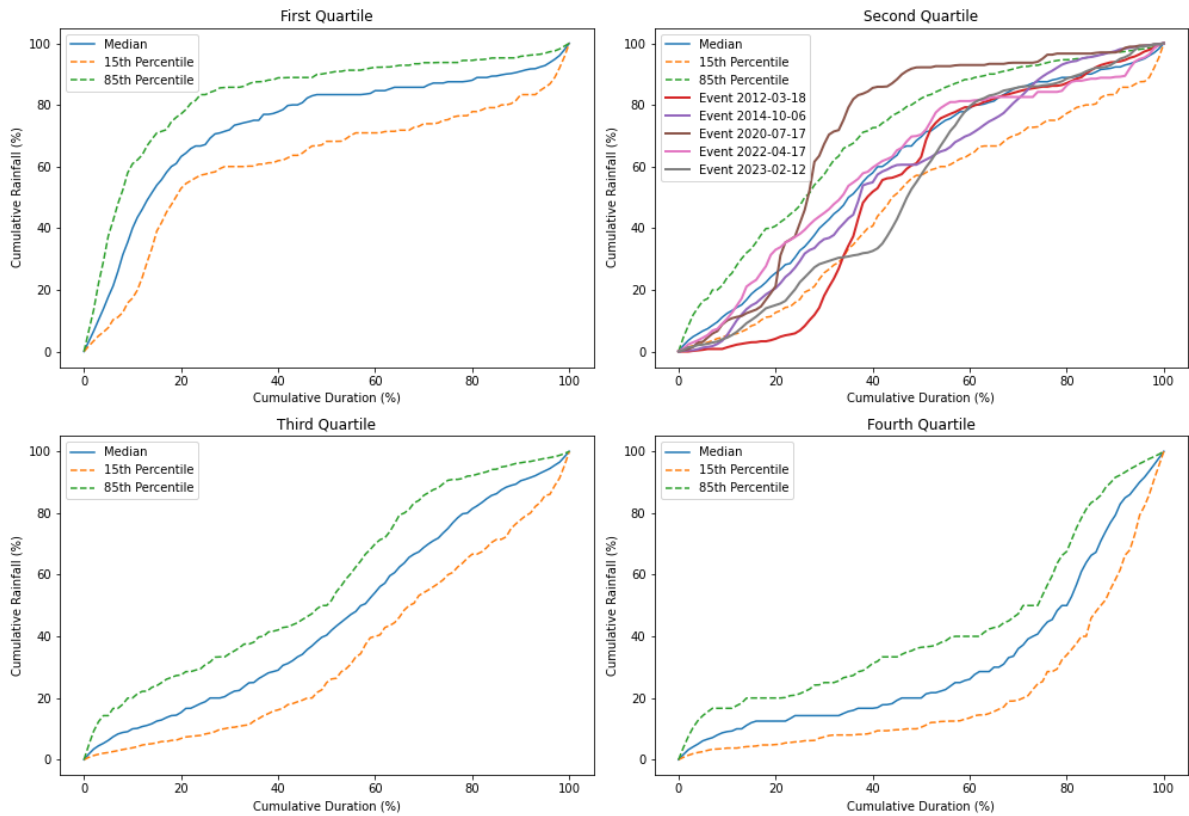 First Quartile
Median
15th Percentile
85th Percentile
100
80
60
40
20
0
Cumulative Rainfall (%)
0 20 40 60 80 100
Cumulative Duration (%)
Second Quartile
Median
15th Percentile
85th Percentile
Event 2012-03-18
Event 2014-10-06
Event 2020-07-17
Event 2022-04-17
Event 2023-02-12
100
80
60
40
20
0
Cumulative Rainfall (%)
0 20 40 60 80 100
Cumulative Duration (%)
Third Quartile
Median
15th Percentile
85th Percentile
100
80
60
40
20
0
Cumulative Rainfall (%)
0 20 40 60 80 100
Cumulative Duration (%)
Fourth Quartile
Median
15th Percentile
85th Percentile
100
80
60
40
20
0
Cumulative Rainfall (%)
0 20 40 60 80 100
Cumulative Duration (%)